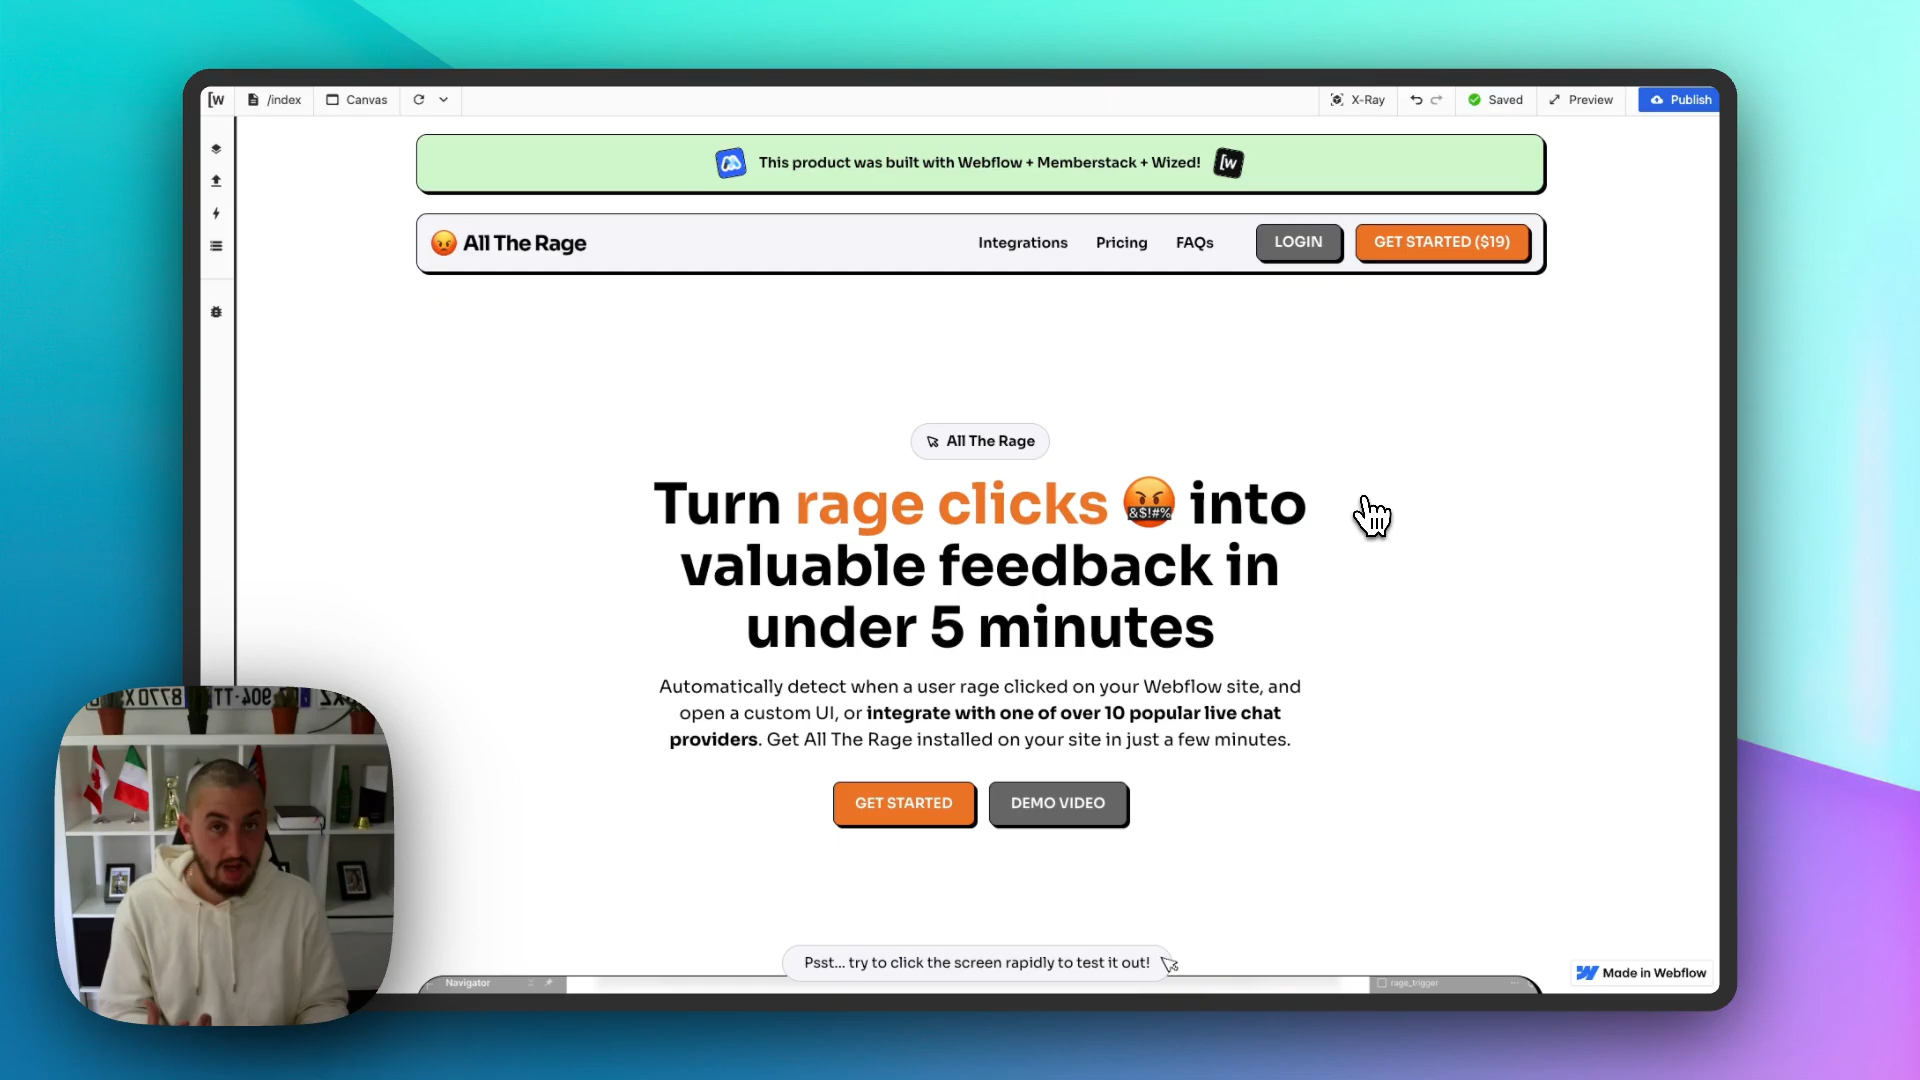 /index
Canvas
X-Ray
Saved
Preview
Publish
This product was built with Webflow + Memberstack + Wized!
All The Rage
Integrations
Pricing
FAQs
LOGIN
GET STARTED ($19)
All The Rage
Turn rage clicks &$!#% into
valuable feedback in
under 5 minutes
Automatically detect when a user rage clicked on your Webflow site, and
open a custom UI, or integrate with one of over 10 popular live chat
providers. Get All The Rage installed on your site in just a few minutes.
GET STARTED
DEMO VIDEO
Psst... try to click the screen rapidly to test it out!
Navigator
rage_trigger
Made in Webflow